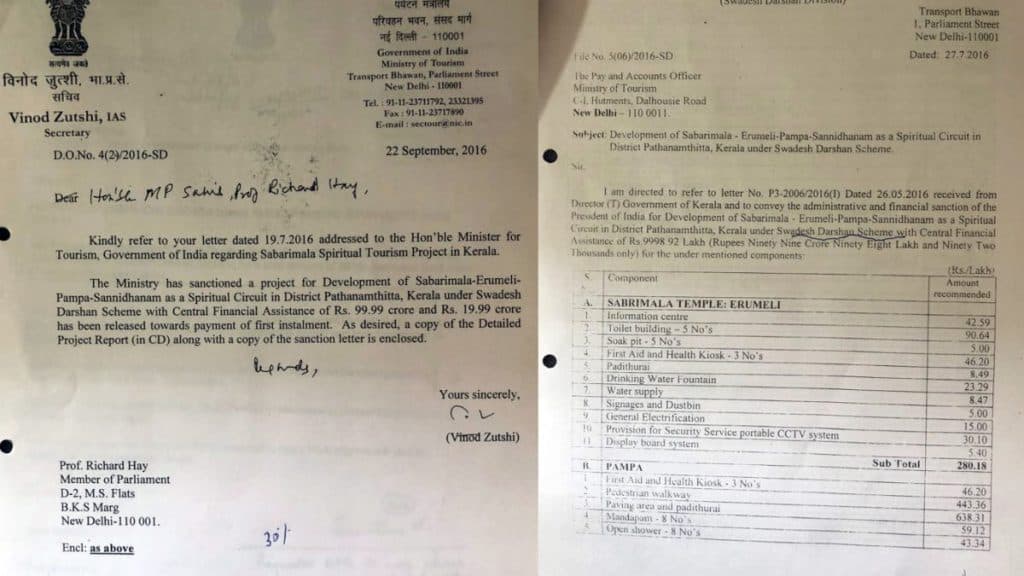 पर्यटन मंत्रालय
परिवहन भवन, संसद मार्ग
नई दिल्ली - 110001
Government of India
Ministry of Tourism
Transport Bhawan, Parliament Street
New Delhi - 110001
Tel. : 91-11-23711792, 23321395
Fax : 91-11-23717890
E-mail : sectour@nic.in
सत्यमेव जयते
विनोद ज़ुत्शी, भा.प्र.से.
सचिव
Vinod Zutshi, IAS
Secretary
D.O.No. 4(2)/2016-SD
22 September, 2016
Dear Hon'ble MP Sahib, Prof Richard Hay,
Kindly refer to your letter dated 19.7.2016 addressed to the Hon'ble Minister for
Tourism, Government of India regarding Sabarimala Spiritual Tourism Project in Kerala.
The Ministry has sanctioned a project for Development of Sabarimala-Erumeli-
Pampa-Sannidhanam as a Spiritual Circuit in District Pathanamthitta, Kerala under Swadesh
Darshan Scheme with Central Financial Assistance of Rs. 99.99 crore and Rs. 19.99 crore
has been released towards payment of first instalment. As desired, a copy of the Detailed
Project Report (in CD) along with a copy of the sanction letter is enclosed.
Regards,
Yours sincerely,
(Vinod Zutshi)
Prof. Richard Hay
Member of Parliament
D-2, M.S. Flats
B.K.S Marg
New Delhi-110 001.
Encl: as above
30/-
(Swadesh Darshan Division)
Transport Bhawan
1, Parliament Street
New Delhi-110001
File No. 5(06)/2016-SD
Dated: 27.7.2016
The Pay and Accounts Officer
Ministry of Tourism
C-1, Hutments, Dalhousie Road
New Delhi – 110 0011.
Subject: Development of Sabarimala - Erumeli-Pampa-Sannidhanam as a Spiritual Circuit in
District Pathanamthitta, Kerala under Swadesh Darshan Scheme.
Sir,
I am directed to refer to letter No. P3-2006/2016(I) Dated 26.05.2016 received from
Director (T) Government of Kerala and to convey the administrative and financial sanction of the
President of India for Development of Sabarimala - Erumeli-Pampa-Sannidhanam as a Spiritual
Circuit in District Pathanamthitta, Kerala under Swadesh Darshan Scheme with Central Financial
Assistance of Rs.9998.92 Lakh (Rupees Ninety Nine Crore Ninety Eight Lakh and Ninety Two
Thousands only) for the under mentioned components:
(Rs./Lakh)
S. Component Amount
recommended
A. SABRIMALA TEMPLE: ERUMELI
1. Information centre 42.59
2. Toilet building – 5 No's 90.64
3. Soak pit - 5 No's 5.00
4. First Aid and Health Kiosk - 3 No's 46.20
5. Padithurai 8.49
6. Drinking Water Fountain 23.29
7. Water supply 8.47
8. Signages and Dustbin 5.00
9. General Electrification 15.00
10. Provision for Security Service portable CCTV system 30.10
11. Display board system 5.40
Sub Total 280.18
B. PAMPA
1. First Aid and Health Kiosk - 3 No's 46.20
2. Pedestrian walkway 443.36
3. Paving area and padithurai 638.31
4. Mandapam - 8 No's 59.12
5. Open shower - 8 No's 43.34